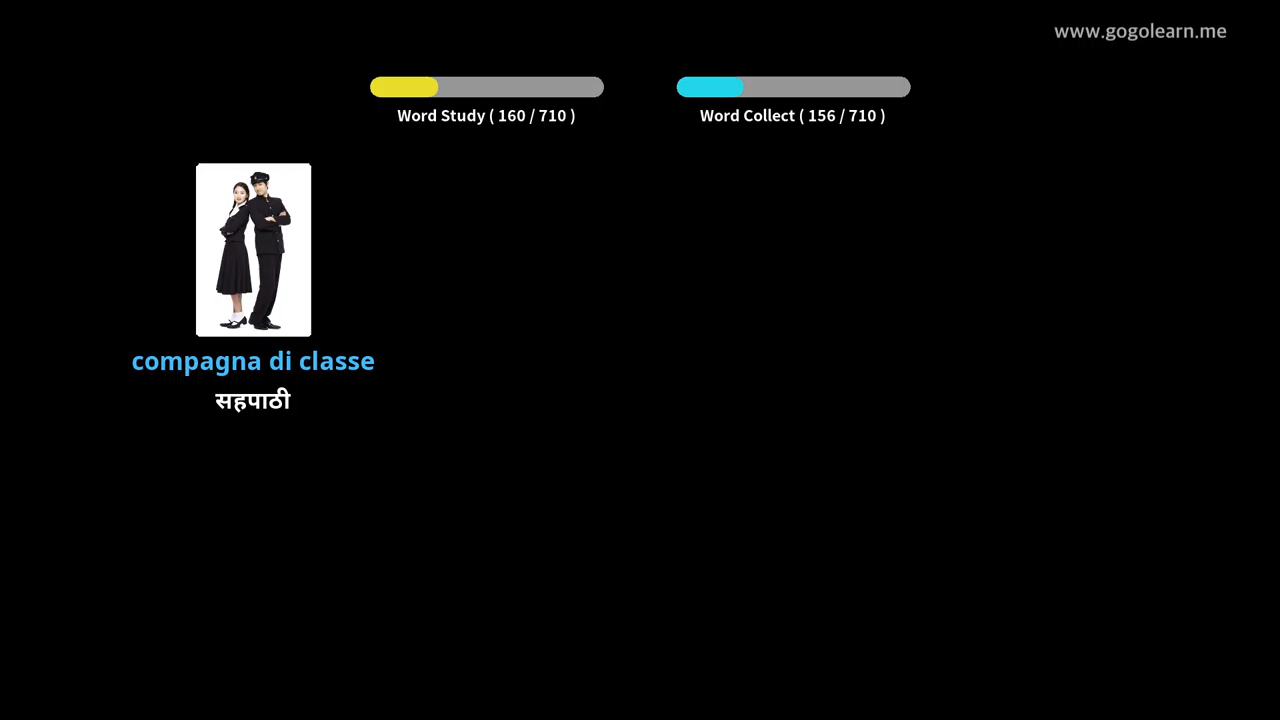 www.gogolearn.me
Word Study ( 160 / 710 )
Word Collect ( 156 / 710 )
compagna di classe
सहपाठी